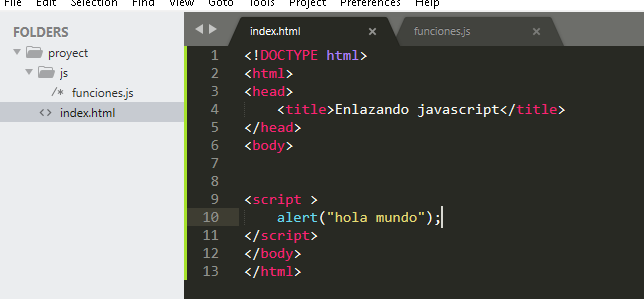 File Edit Selection Find View Goto Tools Project Preferences Help
FOLDERS
proyect
js
/* funciones.js
<> index.html
index.html × funciones.js ×
1 <!DOCTYPE html>
2 <html>
3 <head>
4 <title>Enlazando javascript</title>
5 </head>
6 <body>
7
8
9 <script >
10 alert("hola mundo");
11 </script>
12 </body>
13 </html>